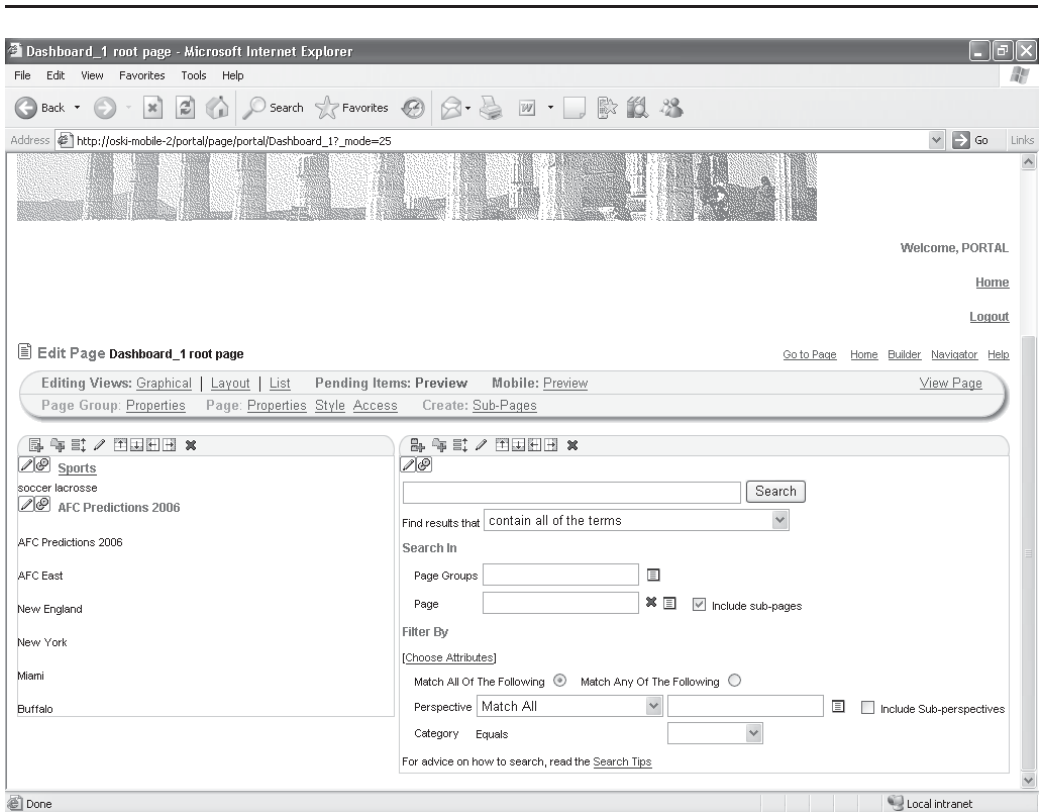 Dashboard_1 root page - Microsoft Internet Explorer
File Edit View Favorites Tools Help
Back Search Favorites
Address http://oski-mobile-2/portal/page/portal/Dashboard_1?_mode=25 Go Links
Welcome, PORTAL
Home
Logout
Edit Page Dashboard_1 root page Go to Page Home Builder Navigator Help
Editing Views: Graphical | Layout | List Pending Items: Preview Mobile: Preview View Page
Page Group: Properties Page: Properties Style Access Create: Sub-Pages
Sports
soccer lacrosse
AFC Predictions 2006
AFC Predictions 2006
AFC East
New England
New York
Miami
Buffalo
Search
Find results that contain all of the terms
Search In
Page Groups
Page Include sub-pages
Filter By
[Choose Attributes]
Match All Of The Following Match Any Of The Following
Perspective Match All Include Sub-perspectives
Category Equals
For advice on how to search, read the Search Tips
Done Local intranet